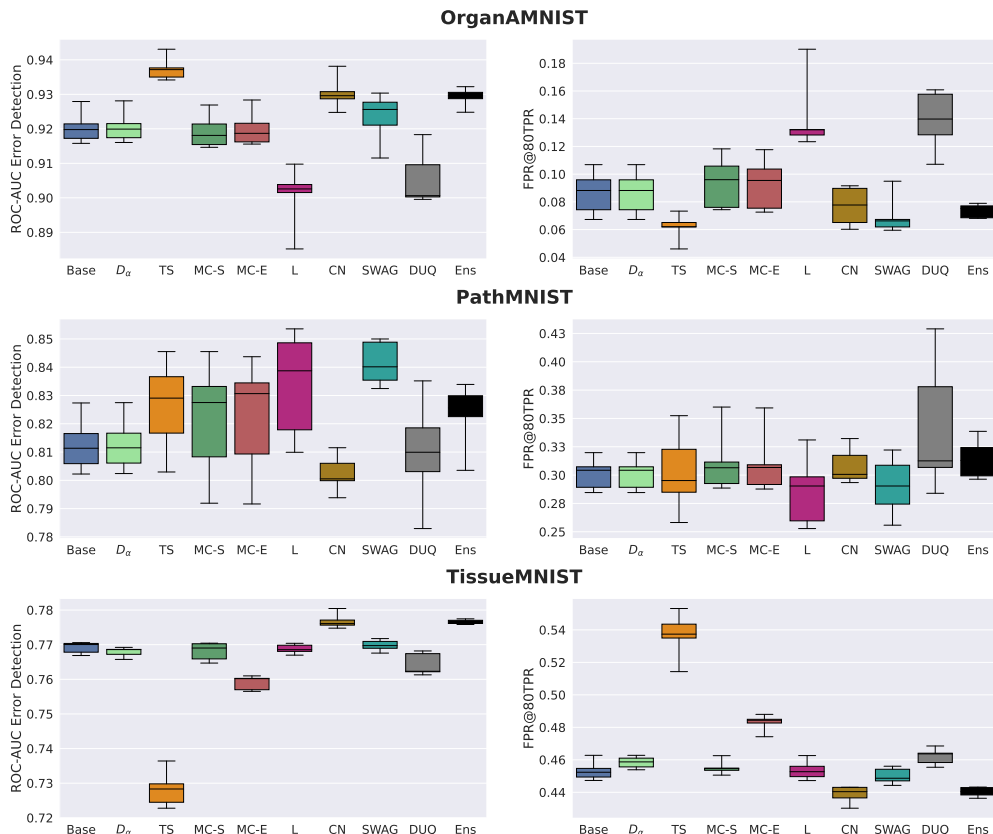 OrganAMNIST
ROC-AUC Error Detection
0.94
0.93
0.92
0.91
0.90
0.89
Base Dα TS MC-S MC-E L CN SWAG DUQ Ens
FPR@80TPR
0.18
0.16
0.14
0.12
0.10
0.08
0.06
0.04
Base Dα TS MC-S MC-E L CN SWAG DUQ Ens
PathMNIST
ROC-AUC Error Detection
0.85
0.84
0.83
0.82
0.81
0.80
0.79
0.78
Base Dα TS MC-S MC-E L CN SWAG DUQ Ens
FPR@80TPR
0.43
0.40
0.38
0.35
0.33
0.30
0.28
0.25
Base Dα TS MC-S MC-E L CN SWAG DUQ Ens
TissueMNIST
ROC-AUC Error Detection
0.78
0.77
0.76
0.75
0.74
0.73
0.72
Base Dα TS MC-S MC-E L CN SWAG DUQ Ens
FPR@80TPR
0.54
0.52
0.50
0.48
0.46
0.44
Base Dα TS MC-S MC-E L CN SWAG DUQ Ens